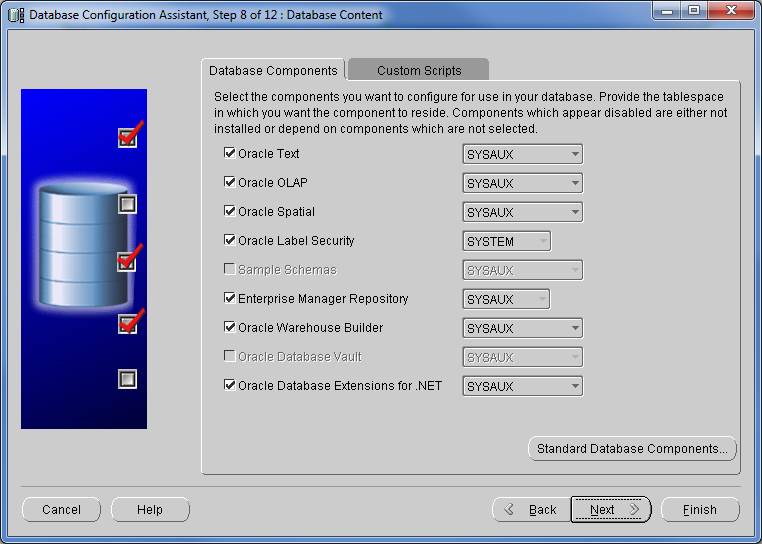 Database Configuration Assistant, Step 8 of 12 : Database Content
Database Components
Custom Scripts
Select the components you want to configure for use in your database. Provide the tablespace
in which you want the component to reside. Components which appear disabled are either not
installed or depend on components which are not selected.
Oracle Text SYSAUX
Oracle OLAP SYSAUX
Oracle Spatial SYSAUX
Oracle Label Security SYSTEM
Sample Schemas SYSAUX
Enterprise Manager Repository SYSAUX
Oracle Warehouse Builder SYSAUX
Oracle Database Vault SYSAUX
Oracle Database Extensions for .NET SYSAUX
Standard Database Components...
Cancel Help Back Next Finish